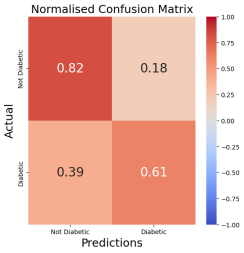 Normalised Confusion Matrix
1.00
0.75
0.50
0.25
0.00
−0.25
−0.50
−0.75
−1.00
Actual
Not Diabetic
0.82 0.18
Diabetic
0.39 0.61
Not Diabetic Diabetic
Predictions